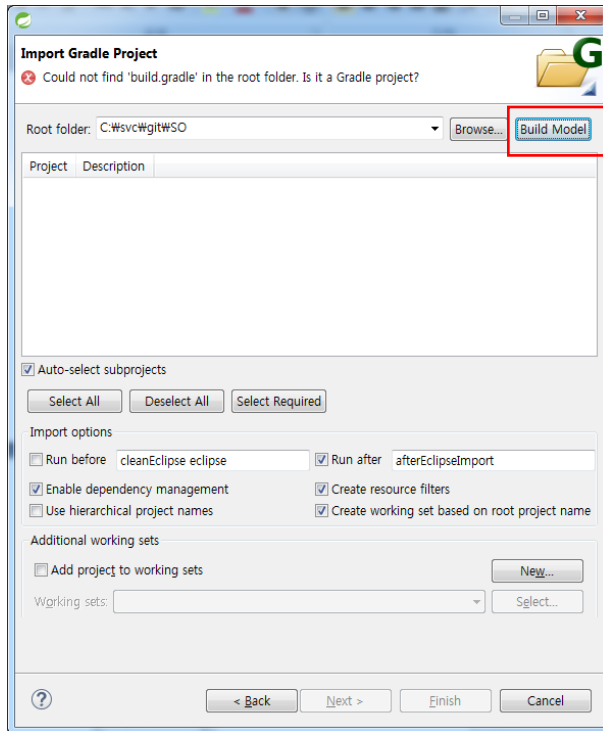 Import Gradle Project
Could not find 'build.gradle' in the root folder. Is it a Gradle project?
G
Root folder: C:₩svc₩git₩SO Browse... Build Model
Project Description
Auto-select subprojects
Select All Deselect All Select Required
Import options
Run before cleanEclipse eclipse Run after afterEclipseImport
Enable dependency management Create resource filters
Use hierarchical project names Create working set based on root project name
Additional working sets
Add project to working sets New...
Working sets: Select...
? < Back Next > Finish Cancel